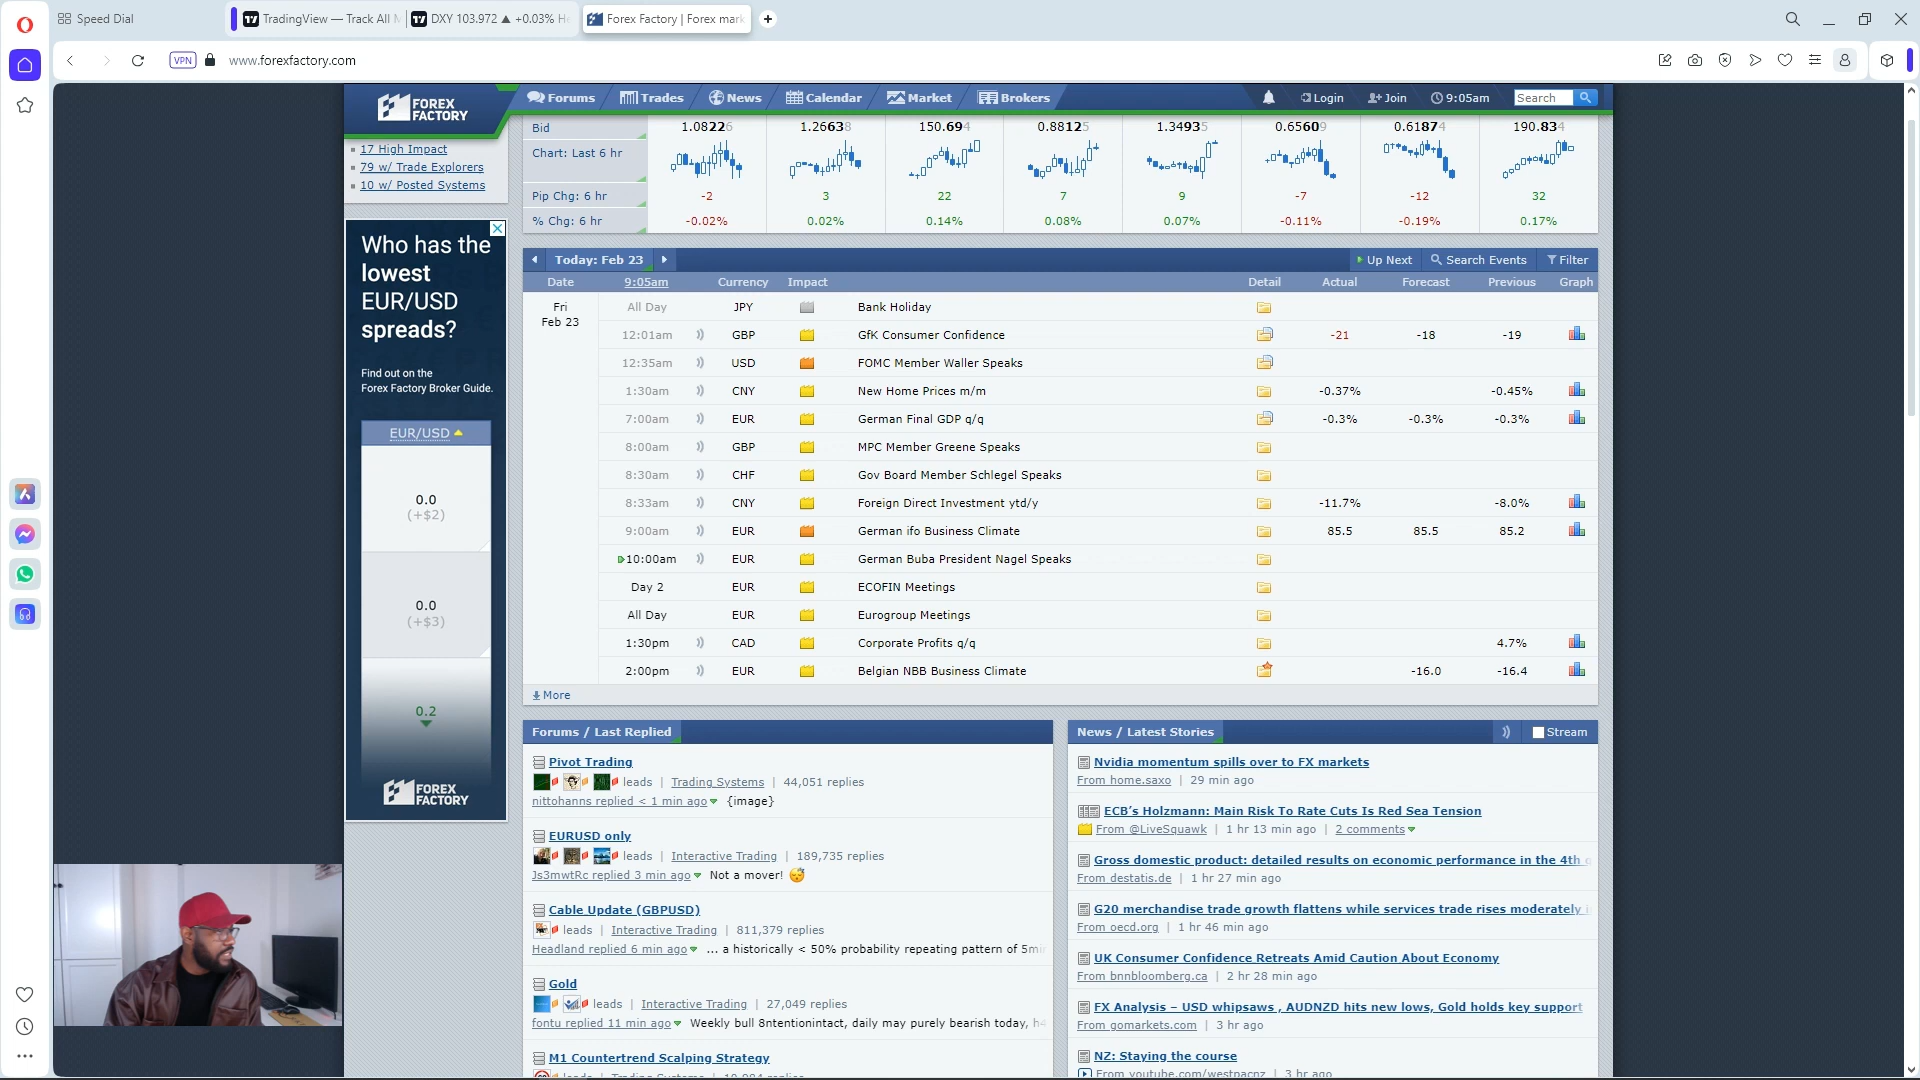 Speed Dial
TradingView — Track All M
DXY 103.972 ▲ +0.03% He
Forex Factory | Forex mark
VPN
www.forexfactory.com
FOREX
FACTORY
Forums
Trades
News
Calendar
Market
Brokers
Login
Join
9:05am
Search
17 High Impact
79 w/ Trade Explorers
10 w/ Posted Systems
Bid 1.08226 1.26638 150.694 0.88125 1.34935 0.65609 0.61874 190.834
Chart: Last 6 hr
Pip Chg: 6 hr -2 3 22 7 9 -7 -12 32
% Chg: 6 hr -0.02% 0.02% 0.14% 0.08% 0.07% -0.11% -0.19% 0.17%
Who has the
lowest
EUR/USD
spreads?
Find out on the
Forex Factory Broker Guide.
EUR/USD
0.0
(+$2)
0.0
(+$3)
0.2
FOREX
FACTORY
Today: Feb 23 Up Next Search Events Filter
Date 9:05am Currency Impact Detail Actual Forecast Previous Graph
Fri
Feb 23
All Day JPY Bank Holiday
12:01am GBP GfK Consumer Confidence -21 -18 -19
12:35am USD FOMC Member Waller Speaks
1:30am CNY New Home Prices m/m -0.37% -0.45%
7:00am EUR German Final GDP q/q -0.3% -0.3% -0.3%
8:00am GBP MPC Member Greene Speaks
8:30am CHF Gov Board Member Schlegel Speaks
8:33am CNY Foreign Direct Investment ytd/y -11.7% -8.0%
9:00am EUR German ifo Business Climate 85.5 85.5 85.2
10:00am EUR German Buba President Nagel Speaks
Day 2 EUR ECOFIN Meetings
All Day EUR Eurogroup Meetings
1:30pm CAD Corporate Profits q/q 4.7%
2:00pm EUR Belgian NBB Business Climate -16.0 -16.4
More
Forums / Last Replied
Pivot Trading
leads | Trading Systems | 44,051 replies
nittohanns replied < 1 min ago {image}
EURUSD only
leads | Interactive Trading | 189,735 replies
Js3mwtRc replied 3 min ago Not a mover!
Cable Update (GBPUSD)
leads | Interactive Trading | 811,379 replies
Headland replied 6 min ago ... a historically < 50% probability repeating pattern of 5min
Gold
leads | Interactive Trading | 27,049 replies
fontu replied 11 min ago Weekly bull 8ntentionintact, daily may purely bearish today, h4
M1 Countertrend Scalping Strategy
leads | Trading Systems
News / Latest Stories
Stream
Nvidia momentum spills over to FX markets
From home.saxo | 29 min ago
ECB's Holzmann: Main Risk To Rate Cuts Is Red Sea Tension
From @LiveSquawk | 1 hr 13 min ago | 2 comments
Gross domestic product: detailed results on economic performance in the 4th q
From destatis.de | 1 hr 27 min ago
G20 merchandise trade growth flattens while services trade rises moderately i
From oecd.org | 1 hr 46 min ago
UK Consumer Confidence Retreats Amid Caution About Economy
From bnnbloomberg.ca | 2 hr 28 min ago
FX Analysis – USD whipsaws , AUDNZD hits new lows, Gold holds key support
From gomarkets.com | 3 hr ago
NZ: Staying the course
From youtube.com/westpacnz | 3 hr ago